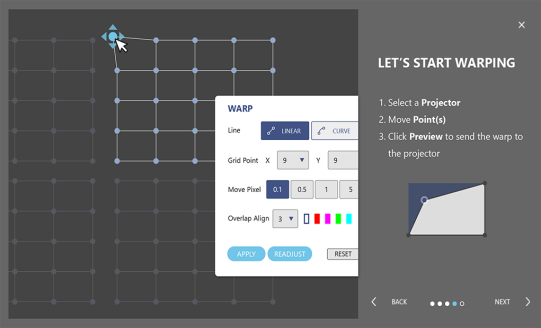 LET'S START WARPING
1. Select a Projector
2. Move Point(s)
3. Click Preview to send the warp to
the projector
WARP
Line LINEAR CURVE
Grid Point X 9 Y 9
Move Pixel 0.1 0.5 1 5
Overlap Align 3
APPLY READJUST RESET
BACK NEXT